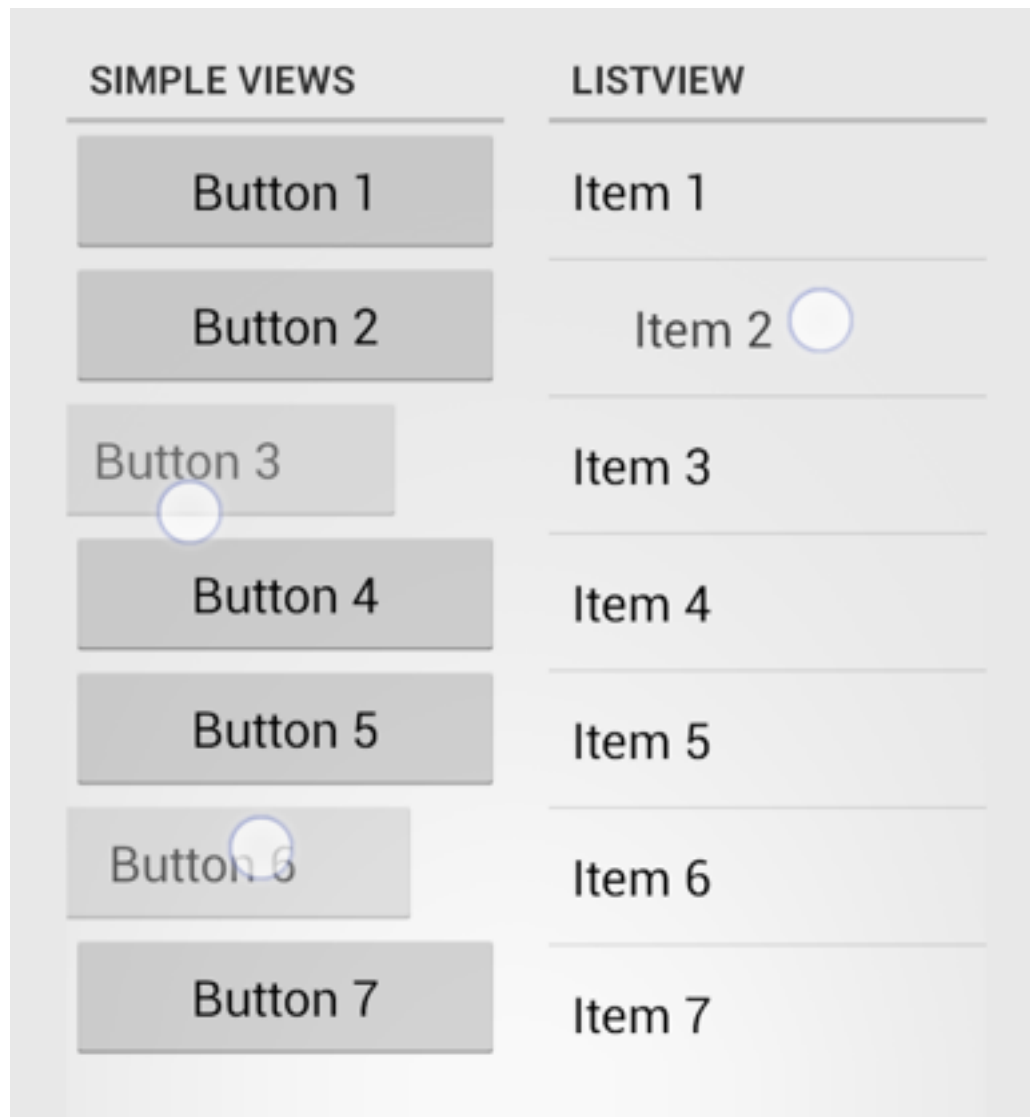 SIMPLE VIEWS
Button 1
Button 2
Button 3
Button 4
Button 5
Button 6
Button 7
LISTVIEW
Item 1
Item 2
Item 3
Item 4
Item 5
Item 6
Item 7